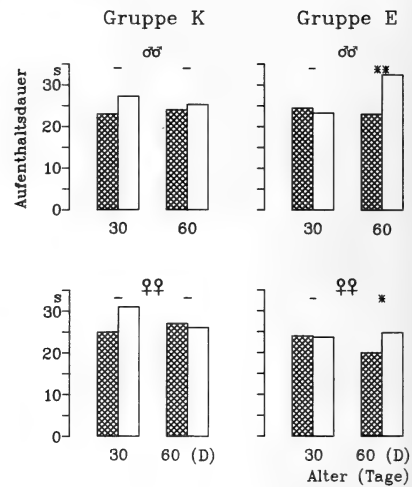 Gruppe K Gruppe E
♂♂ ♂♂
s – – – **
30
20
10
0
Aufenthaltsdauer
30 60 30 60
♀♀ ♀♀
s – – – *
30
20
10
0
30 60 (D) 30 60 (D)
Alter (Tage)